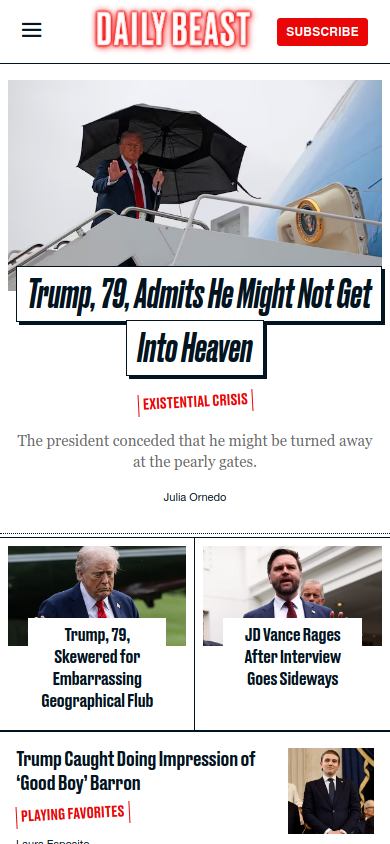 DAILY BEAST
SUBSCRIBE
Trump, 79, Admits He Might Not Get
Into Heaven
EXISTENTIAL CRISIS
The president conceded that he might be turned away
at the pearly gates.
Julia Ornedo
Trump, 79,
Skewered for
Embarrassing
Geographical Flub
JD Vance Rages
After Interview
Goes Sideways
Trump Caught Doing Impression of
‘Good Boy’ Barron
PLAYING FAVORITES
Laura Esposito